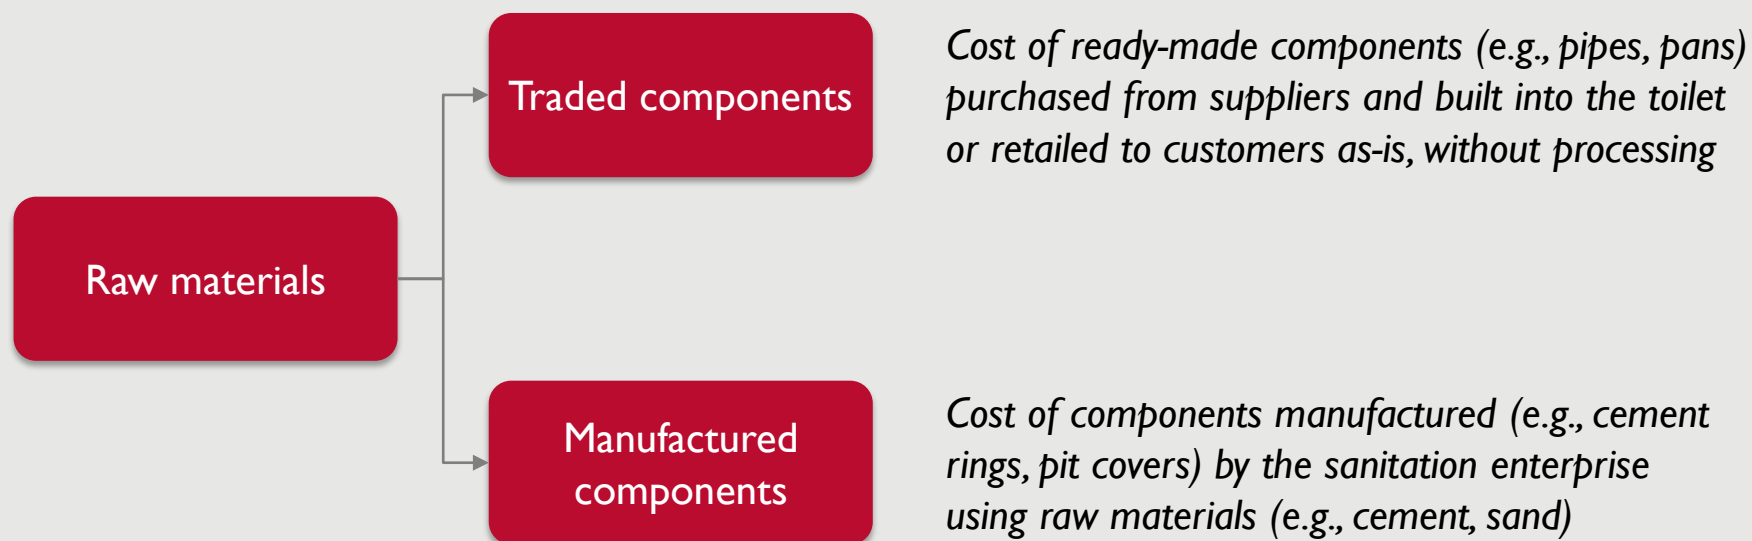 Traded components
Cost of ready-made components (e.g., pipes, pans)
purchased from suppliers and built into the toilet
or retailed to customers as-is, without processing
Raw materials
Manufactured
components
Cost of components manufactured (e.g., cement
rings, pit covers) by the sanitation enterprise
using raw materials (e.g., cement, sand)